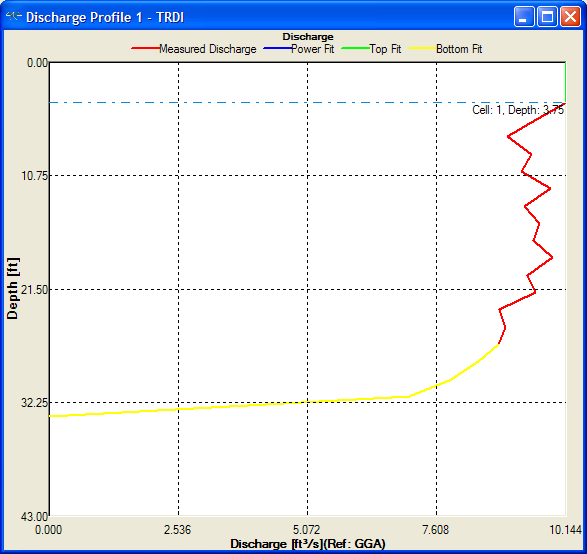 Discharge Profile 1 - TRDI
Discharge
Measured Discharge Power Fit Top Fit Bottom Fit
0.00
Cell: 1, Depth: 3.75
10.75
21.50
32.25
43.00
Depth [ft]
0.000 2.536 5.072 7.608 10.144
Discharge [ft³/s](Ref: GGA)